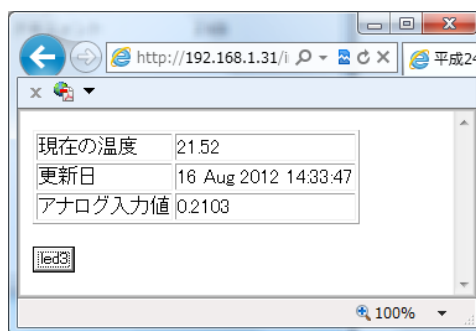 http://192.168.1.31/i
平成24
現在の温度 21.52
更新日 16 Aug 2012 14:33:47
アナログ入力値 0.2103
led3
100%